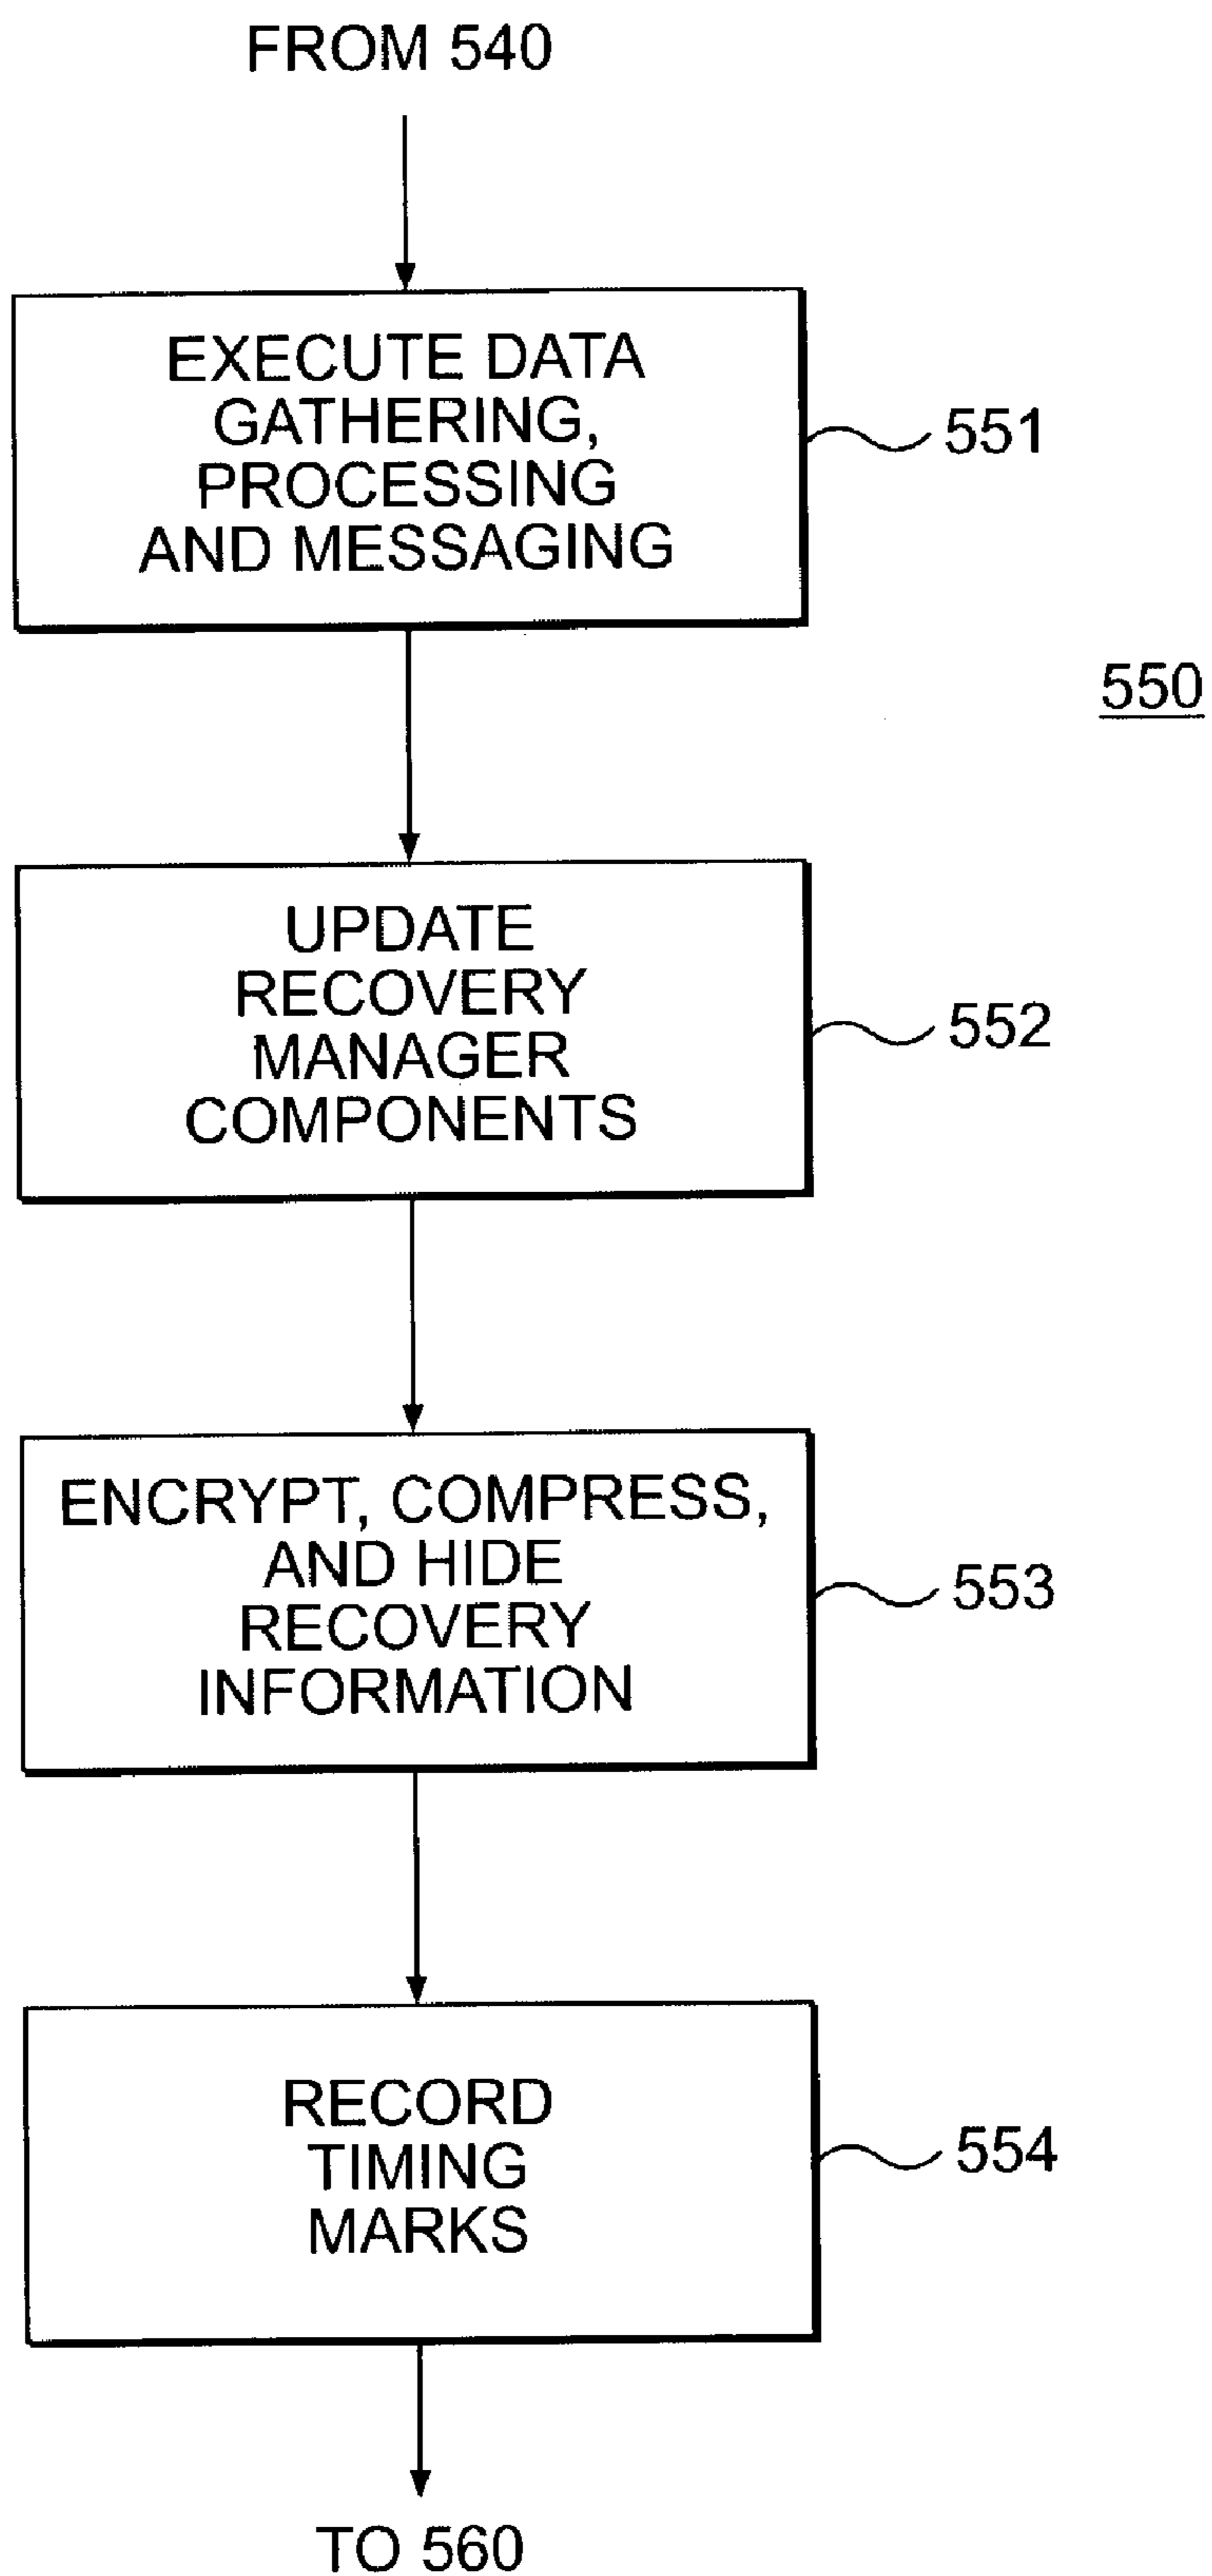 FROM 540
EXECUTE DATA
GATHERING,
PROCESSING
AND MESSAGING
551
550
UPDATE
RECOVERY
MANAGER
COMPONENTS
552
ENCRYPT, COMPRESS,
AND HIDE
RECOVERY
INFORMATION
553
RECORD
TIMING
MARKS
554
TO 560